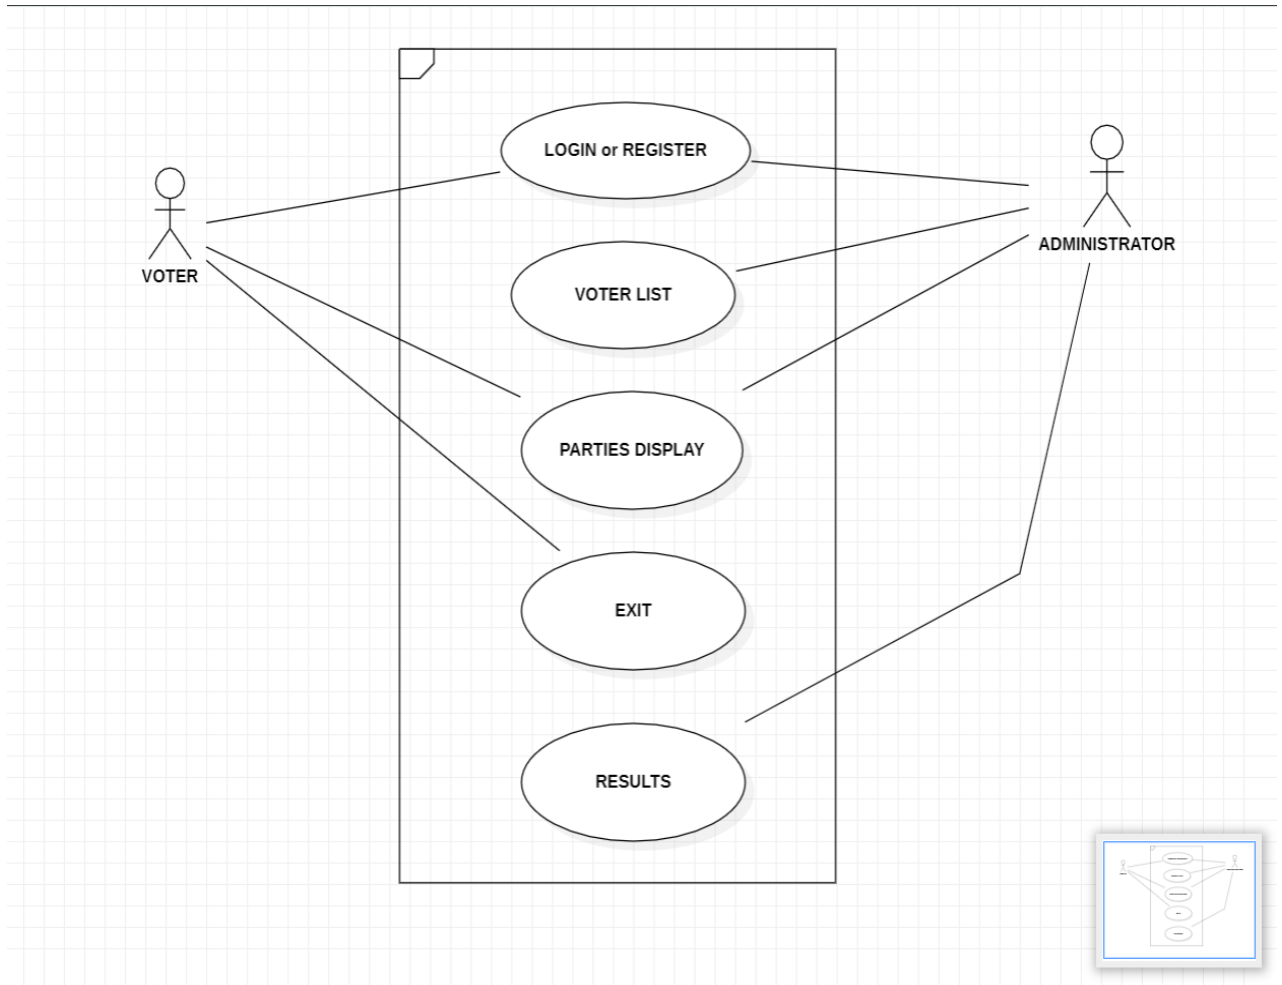 LOGIN or REGISTER
VOTER
ADMINISTRATOR
VOTER LIST
PARTIES DISPLAY
EXIT
RESULTS